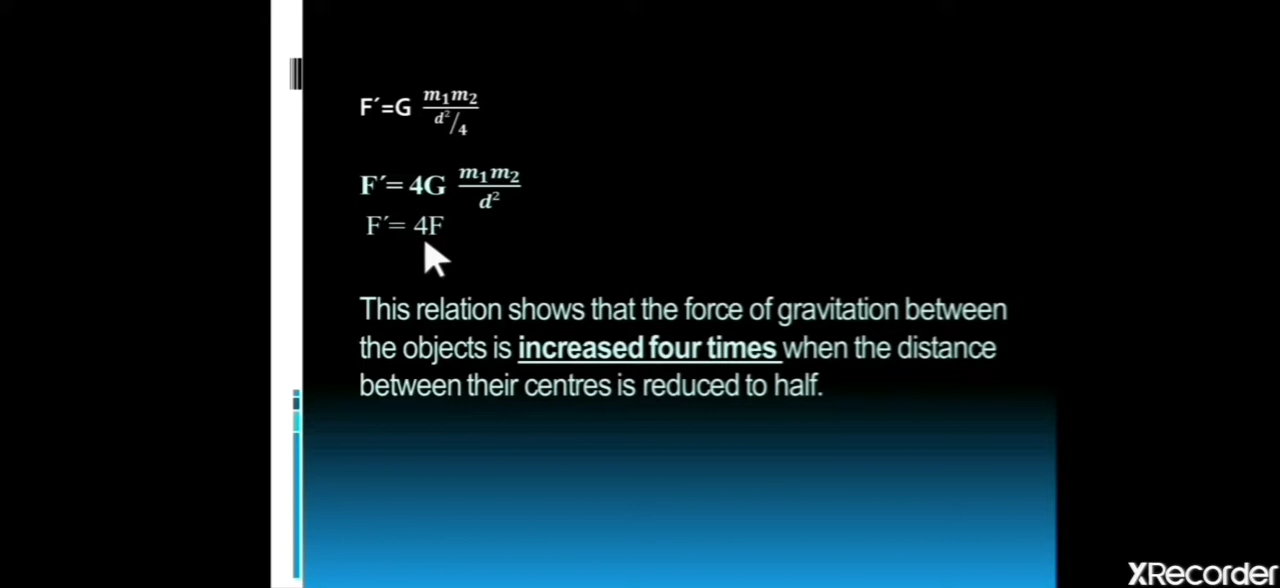 F´=G m₁m₂ / d²/4
F´= 4G m₁m₂ / d²
F´= 4F
This relation shows that the force of gravitation between
the objects is increased four times when the distance
between their centres is reduced to half.
XRecorder